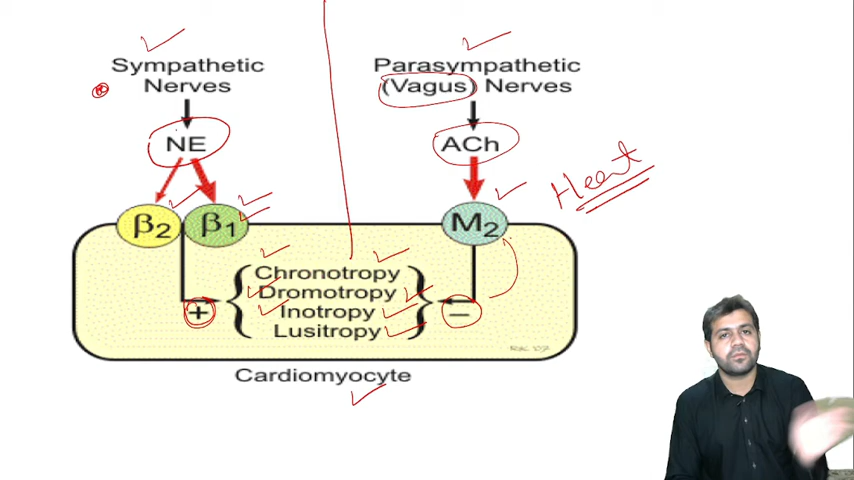 Sympathetic
Nerves
NE
β2
β1
Parasympathetic
(Vagus) Nerves
ACh
M2
Heart
+
Chronotropy
Dromotropy
Inotropy
Lusitropy
−
Cardiomyocyte